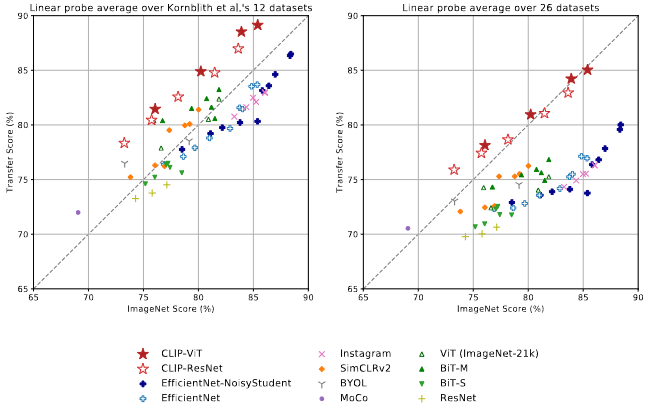 Linear probe average over Kornblith et al.'s 12 datasets
Linear probe average over 26 datasets
90
85
80
75
70
65
Transfer Score (%)
65 70 75 80 85 90
ImageNet Score (%)
90
85
80
75
70
65
Transfer Score (%)
65 70 75 80 85 90
ImageNet Score (%)
CLIP-ViT
CLIP-ResNet
EfficientNet-NoisyStudent
EfficientNet
Instagram
SimCLRv2
BYOL
MoCo
ViT (ImageNet-21k)
BiT-M
BiT-S
ResNet